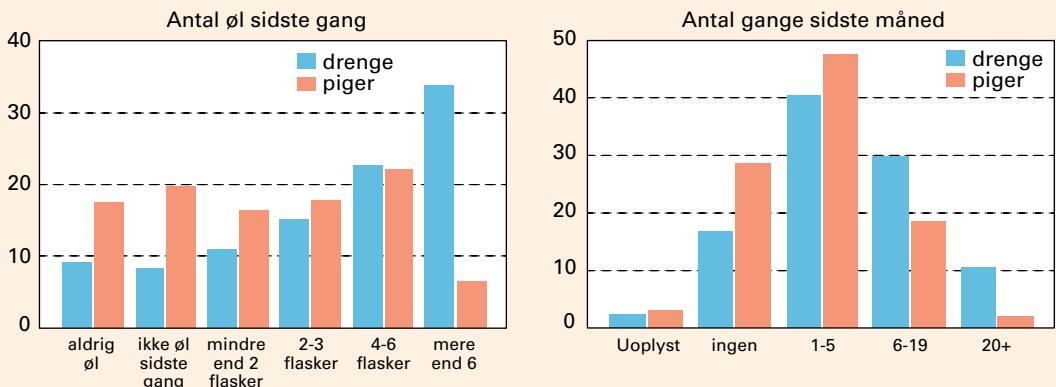 Antal øl sidste gang
40
30
20
10
0
drenge
piger
aldrig
øl
ikke øl
sidste
gang
mindre
end 2
flasker
2-3
flasker
4-6
flasker
mere
end 6
Antal gange sidste måned
50
40
30
20
10
0
drenge
piger
Uoplyst
ingen
1-5
6-19
20+